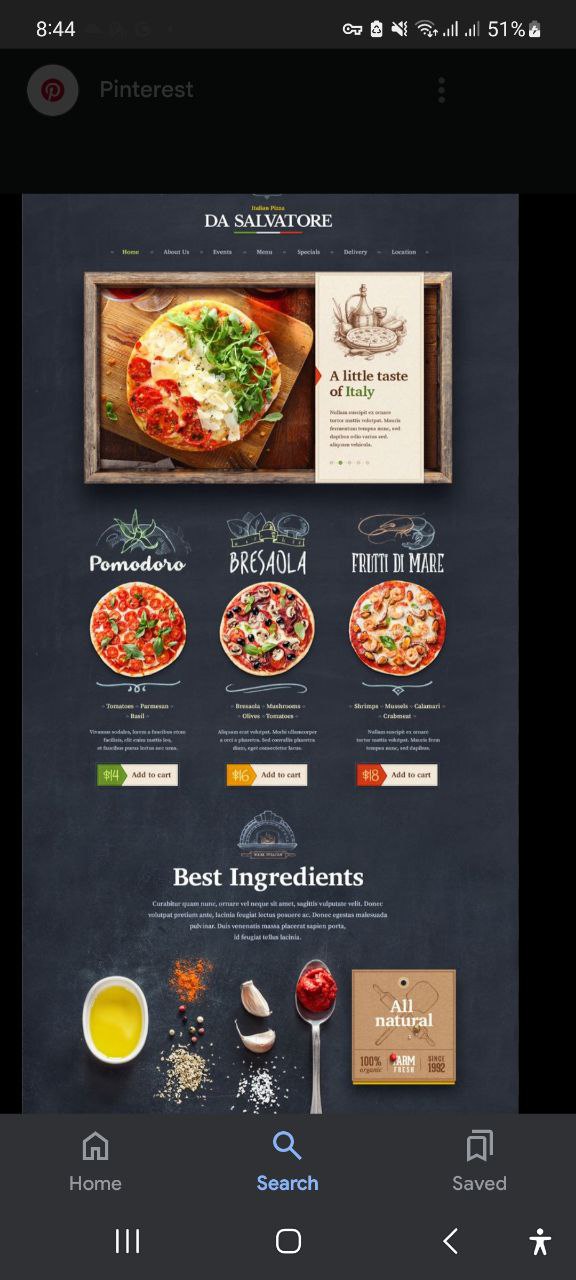 8:44
51%
Pinterest
Italian Pizza
DA SALVATORE
Home About Us Events Menu Specials Delivery Location
A little taste
of Italy
Nullam suscipit ex ornare
tortor mattis volutpat. Mauris
fermentum tempus nunc, sed
dapibus odio varius sed.
aliquam vehicula.
Pomodoro
BRESAOLA
FRUTTI DI MARE
Tomatoes Parmesan
Basil
Bresaola Mushrooms
Olives Tomatoes
Shrimps Mussels Calamari
Crabmeat
Vivamus sodales, lorem a faucibus etom
facilisis, elit enim mattis leo,
et faucibus purus lectus nec urna.
Aliquam erat volutpat. Morbi ullamcorper
a orci a pharetra. Sed convallis pharetra
diam, eget consectetur lacus.
Nullam suscipit ex ornare
tortor mattis volutpat. Mauris ferm
tempus nunc, sed dapibus.
$14 Add to cart
$16 Add to cart
$18 Add to cart
Best Ingredients
Curabitur quam nunc, ornare vel neque sit amet, sagittis vulputate velit. Donec
volutpat pretium ante, lacinia feugiat lectus posuere ac. Donec egestas malesuada
pulvinar. Duis venenatis massa placerat sapien porta,
id feugiat tellus lacinia.
All
natural
100%
organic
FRESH
SINCE
1992
Home
Search
Saved